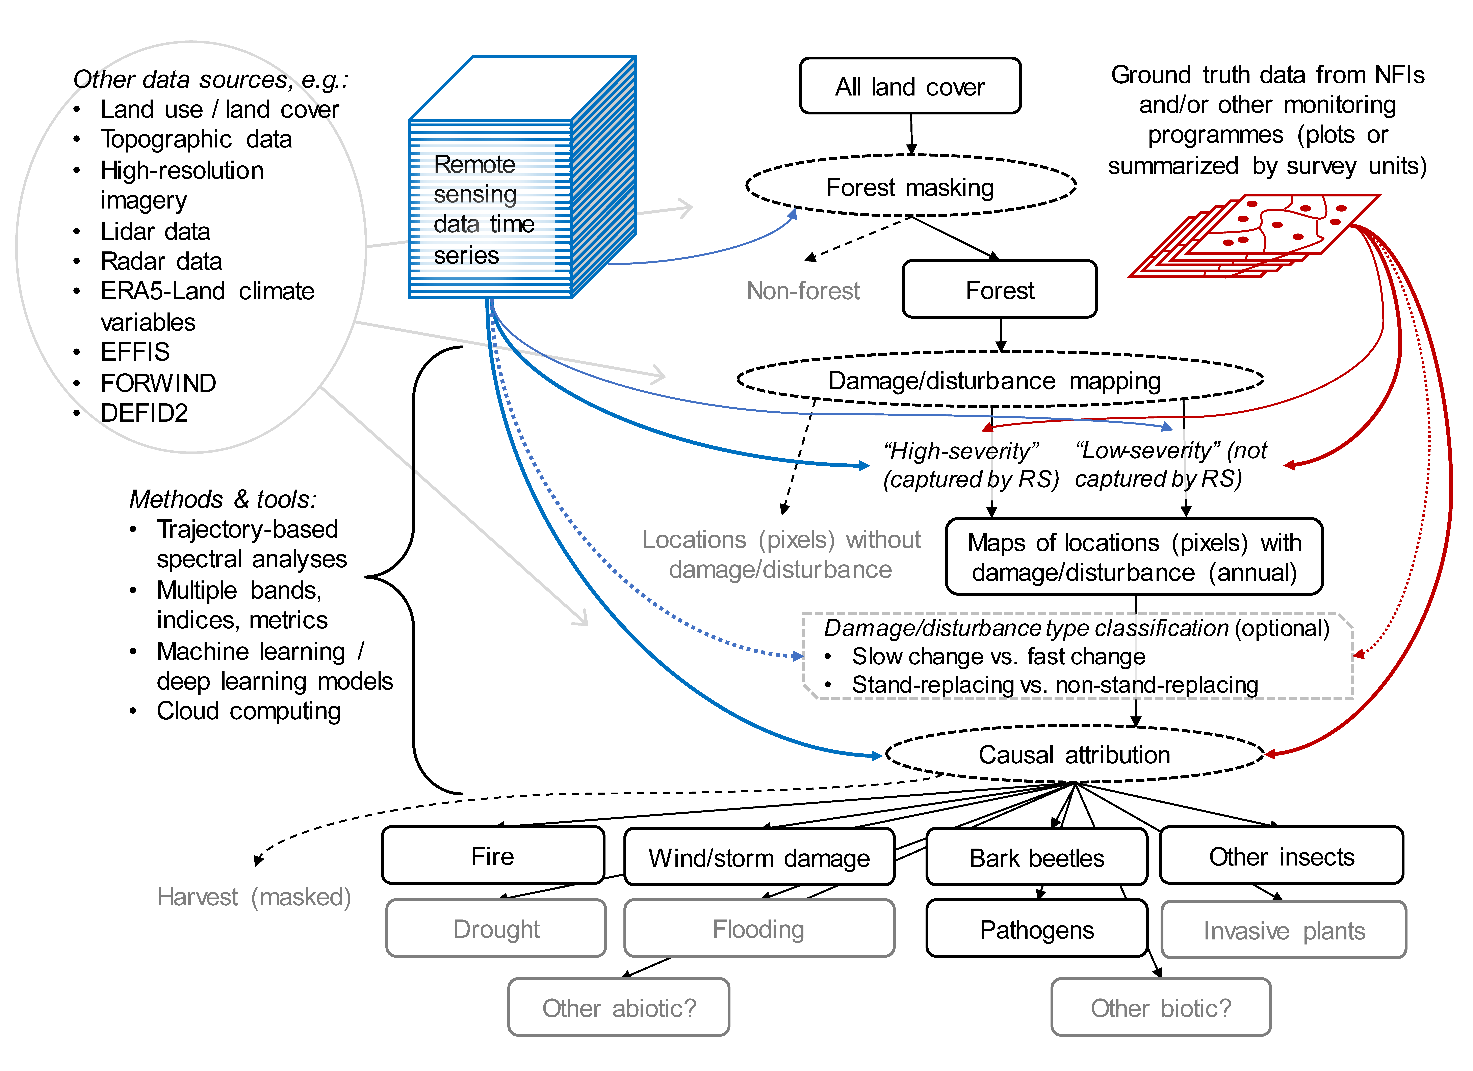 Other data sources, e.g.:
• Land use / land cover
• Topographic data
• High-resolution
imagery
• Lidar data
• Radar data
• ERA5-Land climate
variables
• EFFIS
• FORWIND
• DEFID2
Remote
sensing
data time
series
All land cover
Forest masking
Non-forest
Forest
Ground truth data from NFIs
and/or other monitoring
programmes (plots or
summarized by survey units)
Damage/disturbance mapping
“High-severity”
(captured by RS)
“Low-severity” (not
captured by RS)
Locations (pixels) without
damage/disturbance
Maps of locations (pixels) with
damage/disturbance (annual)
Damage/disturbance type classification (optional)
• Slow change vs. fast change
• Stand-replacing vs. non-stand-replacing
Methods & tools:
• Trajectory-based
spectral analyses
• Multiple bands,
indices, metrics
• Machine learning /
deep learning models
• Cloud computing
Causal attribution
Harvest (masked)
Fire
Wind/storm damage
Bark beetles
Other insects
Drought
Flooding
Pathogens
Invasive plants
Other abiotic?
Other biotic?